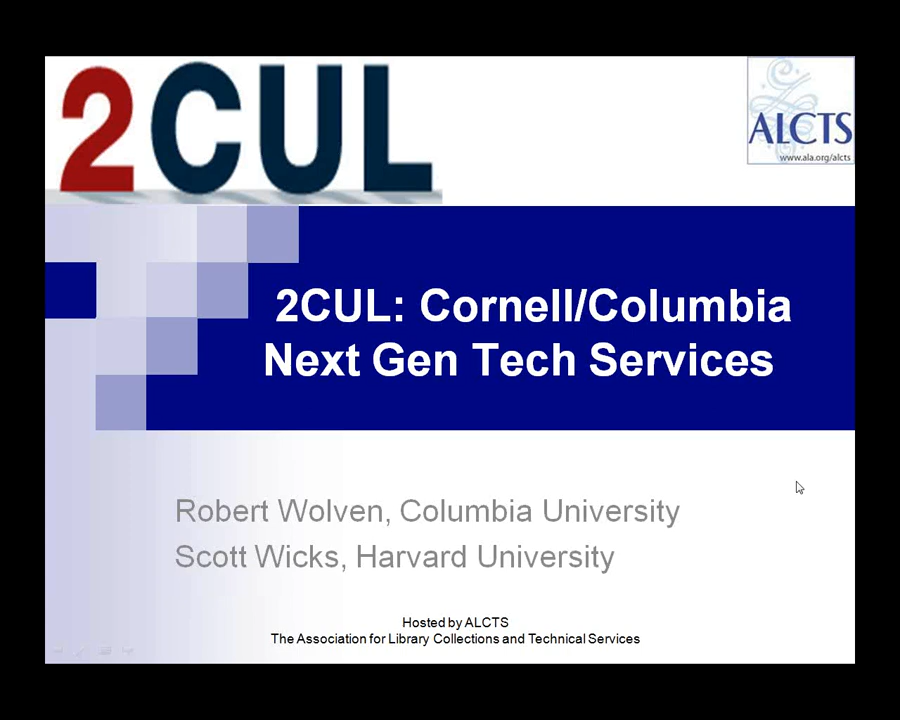 2CUL
ALCTS
www.ala.org/alcts
2CUL: Cornell/Columbia
Next Gen Tech Services
Robert Wolven, Columbia University
Scott Wicks, Harvard University
Hosted by ALCTS
The Association for Library Collections and Technical Services